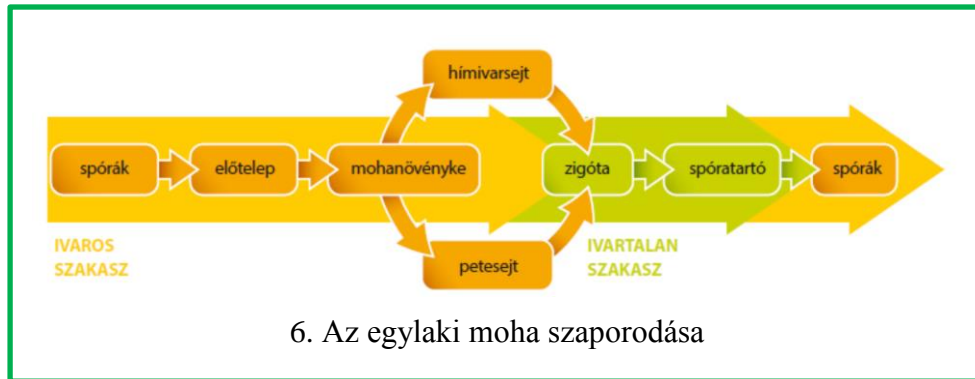 hímivarsejt
spórák
előtelep
mohanövényke
zigóta
spóratartó
spórák
petesejt
IVAROS
SZAKASZ
IVARTALAN
SZAKASZ
6. Az egylaki moha szaporodása